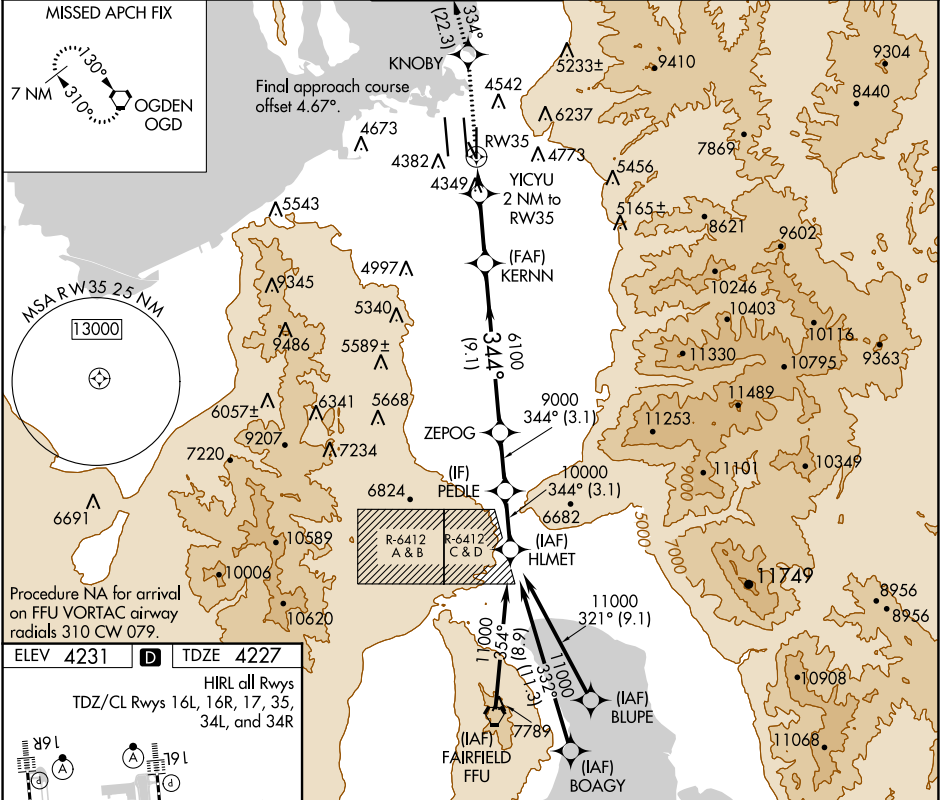 MISSED APCH FIX
130°
7 NM
310°
OGDEN
OGD
334°
(22.3)
KNOBY
Final approach course
offset 4.67°.
5233±
9410
9304
8440
4542
6237
7869
4673
4382
RW35
4773
5456
4349
YICYU
2 NM to
RW35
5165±
8621
9602
5543
(FAF)
KERNN
4997
9345
10246
MSA RW35 25 NM
13000
5340
10403
10116
9486
5589±
6100
344°
(9.1)
11330
10795
9363
6057±
6341
5668
9000
344° (3.1)
11489
11253
ZEPOG
9207
7234
7220
(IF)
PEDLE
10000
344° (3.1)
11101
10349
9000
6824
6682
6691
R-6412
A & B
R-6412
C & D
(IAF)
HLMET
5000
7000
10589
10006
11749
10620
8956
8956
Procedure NA for arrival
on FFU VORTAC airway
radials 310 CW 079.
11000
321° (9.1)
11000
354°
(8.9)
11000
332°
(11.3)
ELEV 4231
D
TDZE 4227
HIRL all Rwys
TDZ/CL Rwys 16L, 16R, 17, 35,
34L, and 34R
10908
(IAF)
BLUPE
7789
(IAF)
FAIRFIELD
FFU
11068
(IAF)
BOAGY
16R
A
P
A
16L
P